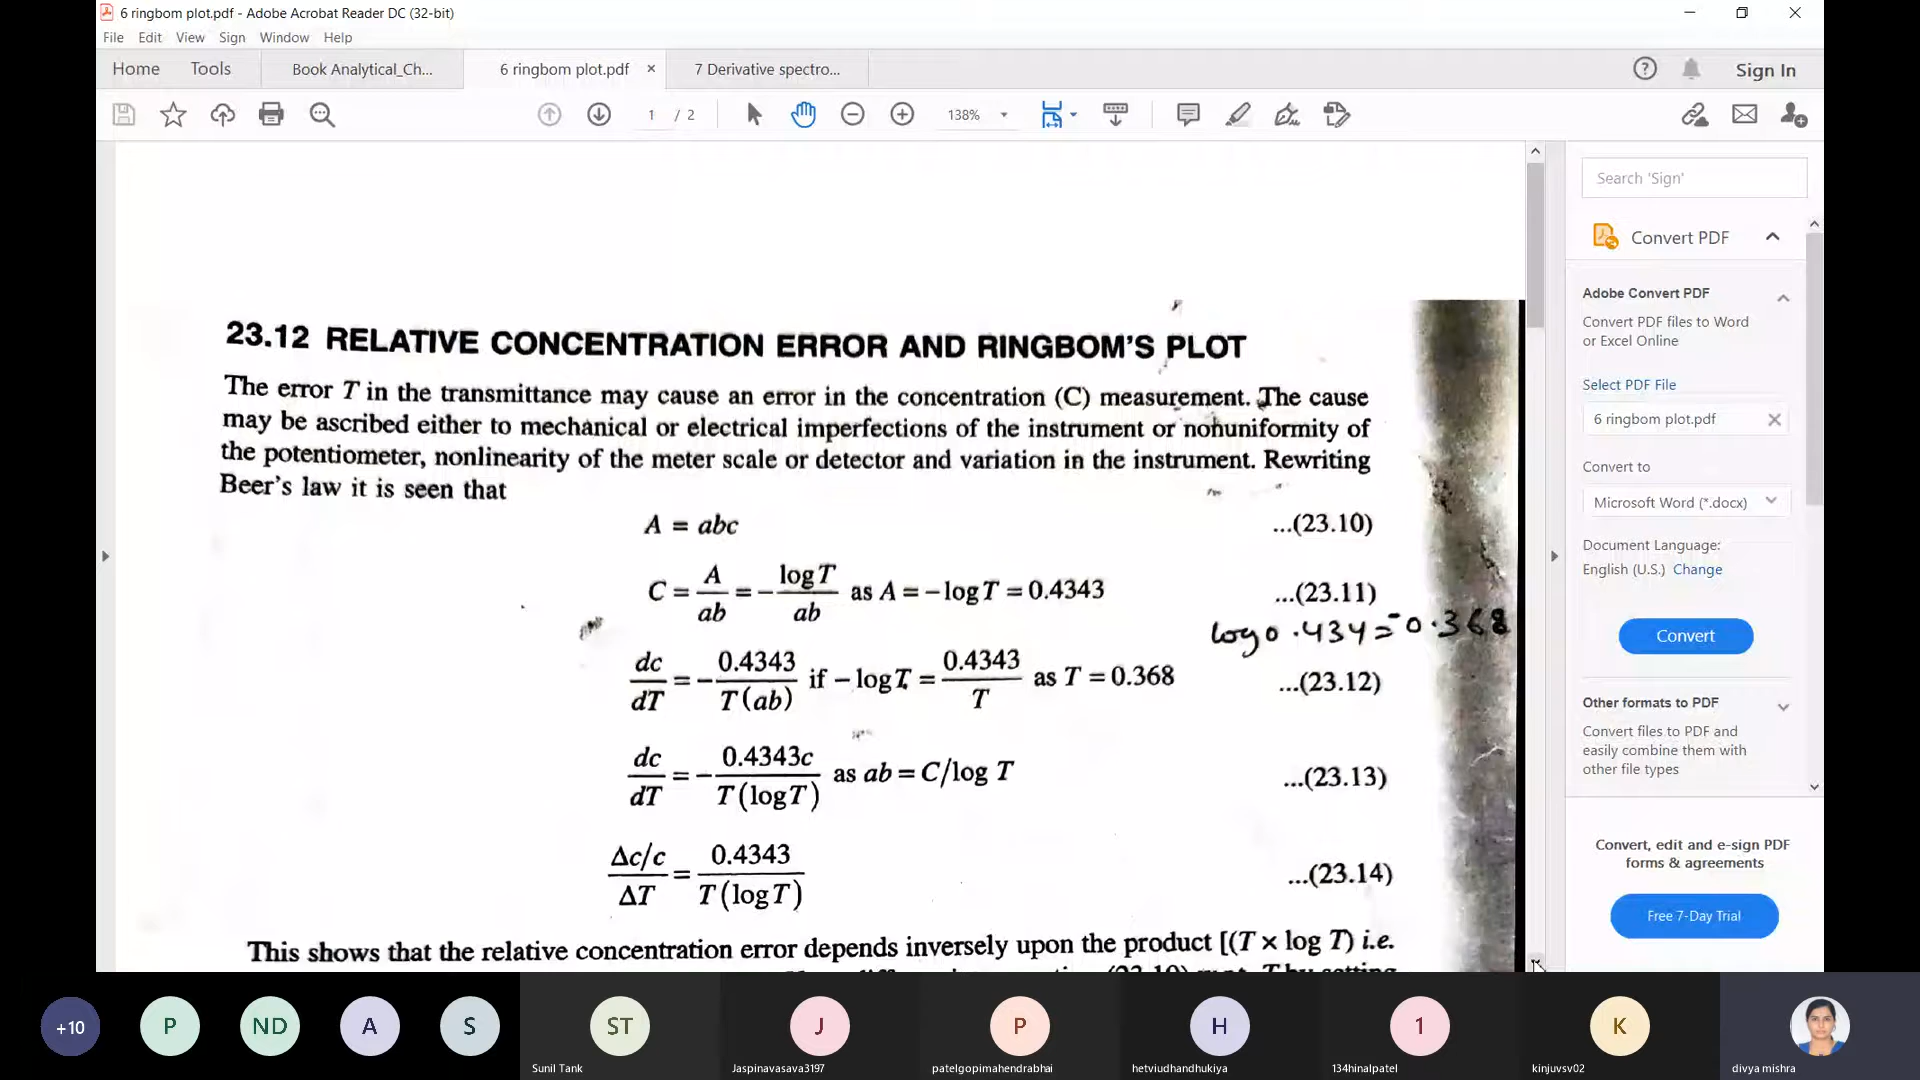 6 ringbom plot.pdf - Adobe Acrobat Reader DC (32-bit)
File Edit View Sign Window Help
Home Tools Book Analytical_Ch... 6 ringbom plot.pdf × 7 Derivative spectro... Sign In
1 / 2 138%
Search 'Sign'
Convert PDF
Adobe Convert PDF
Convert PDF files to Word
or Excel Online
Select PDF File
6 ringbom plot.pdf
Convert to
Microsoft Word (*.docx)
Document Language:
English (U.S.) Change
Convert
Other formats to PDF
Convert files to PDF and
easily combine them with
other file types
Convert, edit and e-sign PDF
forms & agreements
Free 7-Day Trial
23.12 RELATIVE CONCENTRATION ERROR AND RINGBOM'S PLOT
The error T in the transmittance may cause an error in the concentration (C) measurement. The cause
may be ascribed either to mechanical or electrical imperfections of the instrument or nonuniformity of
the potentiometer, nonlinearity of the meter scale or detector and variation in the instrument. Rewriting
Beer's law it is seen that
A = abc ...(23.10)
C = A/ab = − log T/ab as A = − log T = 0.4343 ...(23.11)
log 0.434 = -0.368
dc/dT = − 0.4343/T(ab) if − log T = 0.4343/T as T = 0.368 ...(23.12)
dc/dT = − 0.4343c/T(log T) as ab = C/log T ...(23.13)
Δc/c/ΔT = 0.4343/T(log T) ...(23.14)
This shows that the relative concentration error depends inversely upon the product [(T × log T) i.e.
+10 P ND A S ST J P H 1 K
Sunil Tank Jaspinavasava3197 patelgopimahendrabhai hetviudhandhukiya 134hinalpatel kinjuvsv02 divya mishra